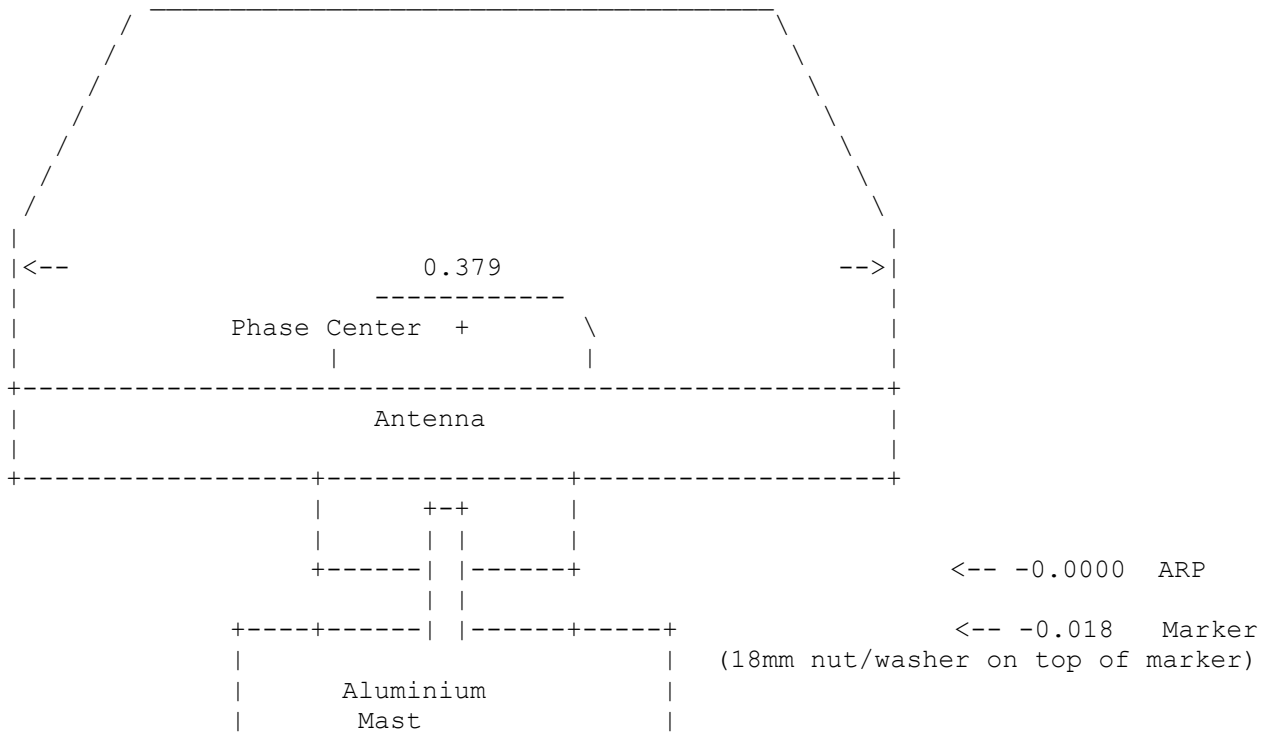 <-- 0.379 -->
Phase Center +
Antenna
<-- -0.0000 ARP
<-- -0.018 Marker
(18mm nut/washer on top of marker)
Aluminium
Mast